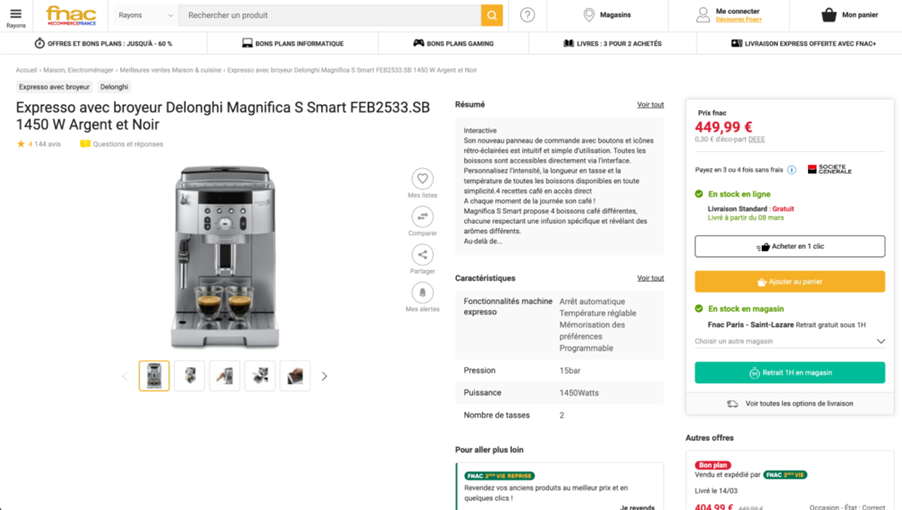 Rayons
fnac
#ECOMMERCEFRANCE
Rayons
Rechercher un produit
?
Magasins
Me connecter
Découvrez Fnac+
Mon panier
OFFRES ET BONS PLANS : JUSQU'À - 60 %
BONS PLANS INFORMATIQUE
BONS PLANS GAMING
LIVRES : 3 POUR 2 ACHETÉS
LIVRAISON EXPRESS OFFERTE AVEC FNAC+
Accueil › Maison, Electroménager › Meilleures ventes Maison & cuisine › Expresso avec broyeur Delonghi Magnifica S Smart FEB2533.SB 1450 W Argent et Noir
Expresso avec broyeur Delonghi
Expresso avec broyeur Delonghi Magnifica S Smart FEB2533.SB
1450 W Argent et Noir
4 144 avis
Questions et réponses
Mes listes
Comparer
Partager
Mes alertes
Résumé
Voir tout
Interactive
Son nouveau panneau de commande avec boutons et icônes
rétro-éclairées est intuitif et simple d'utilisation. Toutes les
boissons sont accessibles directement via l'interface.
Personnalisez l'intensité, la longueur en tasse et la
température de toutes les boissons disponibles en toute
simplicité.4 recettes café en accès direct
A chaque moment de la journée son café !
Magnifica S Smart propose 4 boissons café différentes,
chacune respectant une infusion spécifique et révélant des
arômes différents.
Au-delà de...
Caractéristiques
Voir tout
Fonctionnalités machine
expresso
Arrêt automatique
Température réglable
Mémorisation des
préférences
Programmable
Pression
15bar
Puissance
1450Watts
Nombre de tasses
2
Pour aller plus loin
FNAC 2ème VIE REPRISE
Revendez vos anciens produits au meilleur prix et en
quelques clics !
Je revends
Prix fnac
449,99 €
0,30 € d'éco-part DEEE
Payez en 3 ou 4 fois sans frais
SOCIETE
GENERALE
En stock en ligne
Livraison Standard : Gratuit
Livré à partir du 08 mars
Acheter en 1 clic
Ajouter au panier
En stock en magasin
Fnac Paris - Saint-Lazare Retrait gratuit sous 1H
Choisir un autre magasin
Retrait 1H en magasin
Voir toutes les options de livraison
Autres offres
Bon plan
Vendu et expédié par FNAC 2ème VIE
Livré le 14/03
404,99 € 449,99 €
Occasion - État : Correct